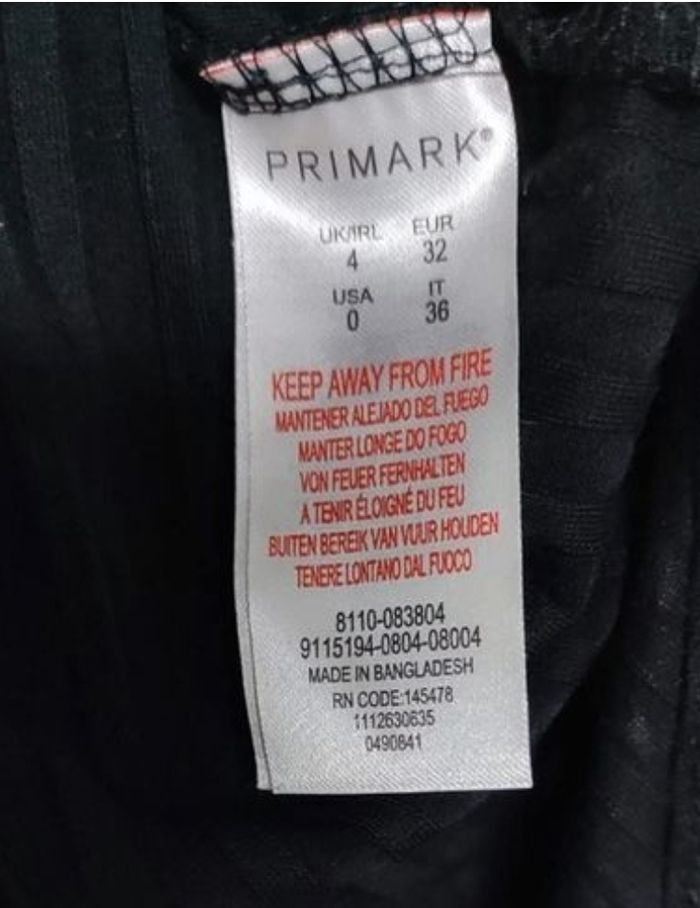 PRIMARK®
UK/IRL EUR
4 32
USA IT
0 36
KEEP AWAY FROM FIRE
MANTENER ALEJADO DEL FUEGO
MANTER LONGE DO FOGO
VON FEUER FERNHALTEN
A TENIR ÉLOIGNÉ DU FEU
BUITEN BEREIK VAN VUUR HOUDEN
TENERE LONTANO DAL FUOCO
8110-083804
9115194-0804-08004
MADE IN BANGLADESH
RN CODE:145478
1112630635
0490841